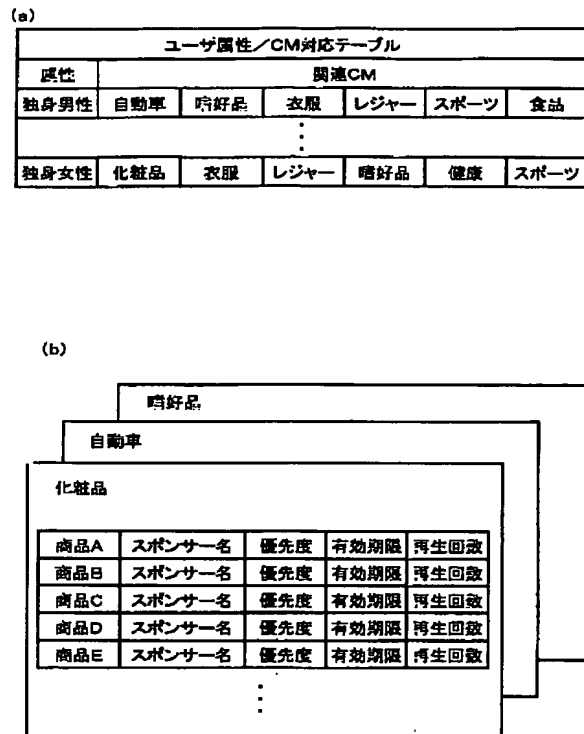 (a)
ユーザ属性/CM対応テーブル
属性 関連CM
独身男性 自動車 嗜好品 衣服 レジャー スポーツ 食品
独身女性 化粧品 衣服 レジャー 嗜好品 健康 スポーツ
(b)
嗜好品
自動車
化粧品
商品A スポンサー名 優先度 有効期限 再生回数
商品B スポンサー名 優先度 有効期限 再生回数
商品C スポンサー名 優先度 有効期限 再生回数
商品D スポンサー名 優先度 有効期限 再生回数
商品E スポンサー名 優先度 有効期限 再生回数